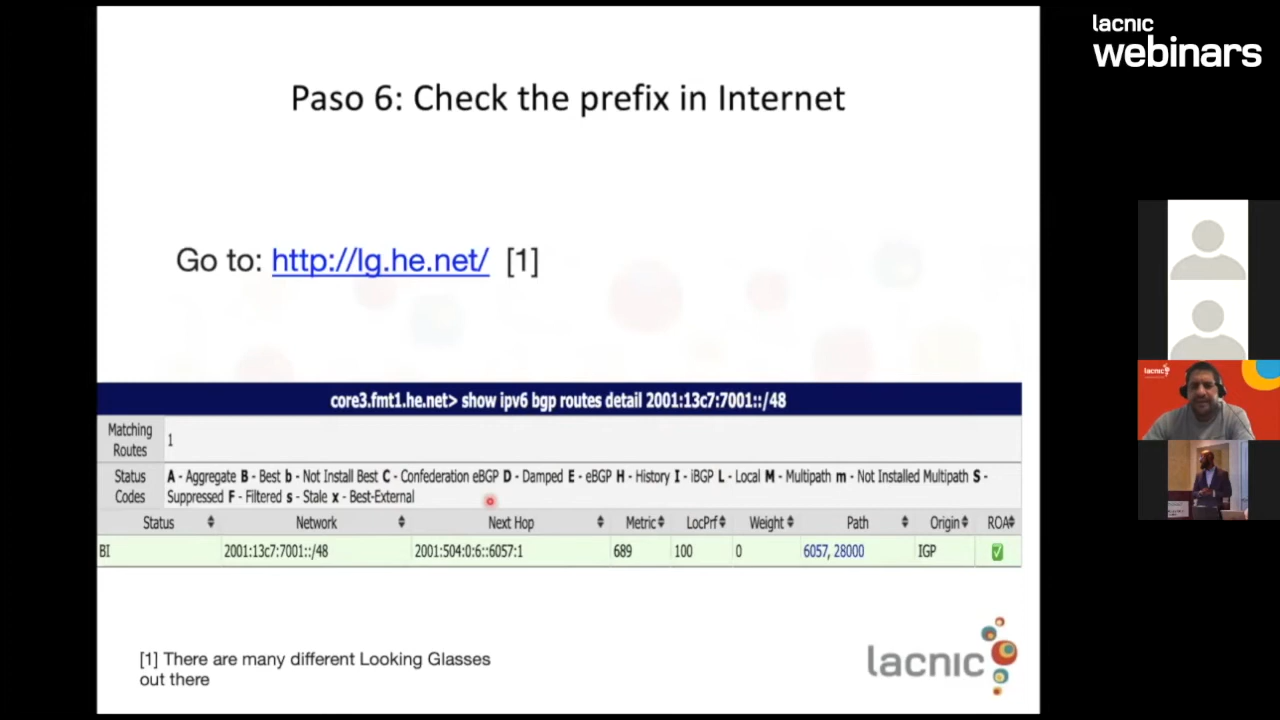 lacnic
webinars
Paso 6: Check the prefix in Internet
Go to: http://lg.he.net/ [1]
core3.fmt1.he.net> show ipv6 bgp routes detail 2001:13c7:7001::/48
Matching Routes 1
Status Codes A - Aggregate B - Best b - Not Install Best C - Confederation eBGP D - Damped E - eBGP H - History I - iBGP L - Local M - Multipath m - Not Installed Multipath S -
Suppressed F - Filtered s - Stale x - Best-External
Status Network Next Hop Metric LocPrf Weight Path Origin ROA
BI 2001:13c7:7001::/48 2001:504:0:6::6057:1 689 100 0 6057, 28000 IGP
[1] There are many different Looking Glasses
out there
lacnic
lacnic